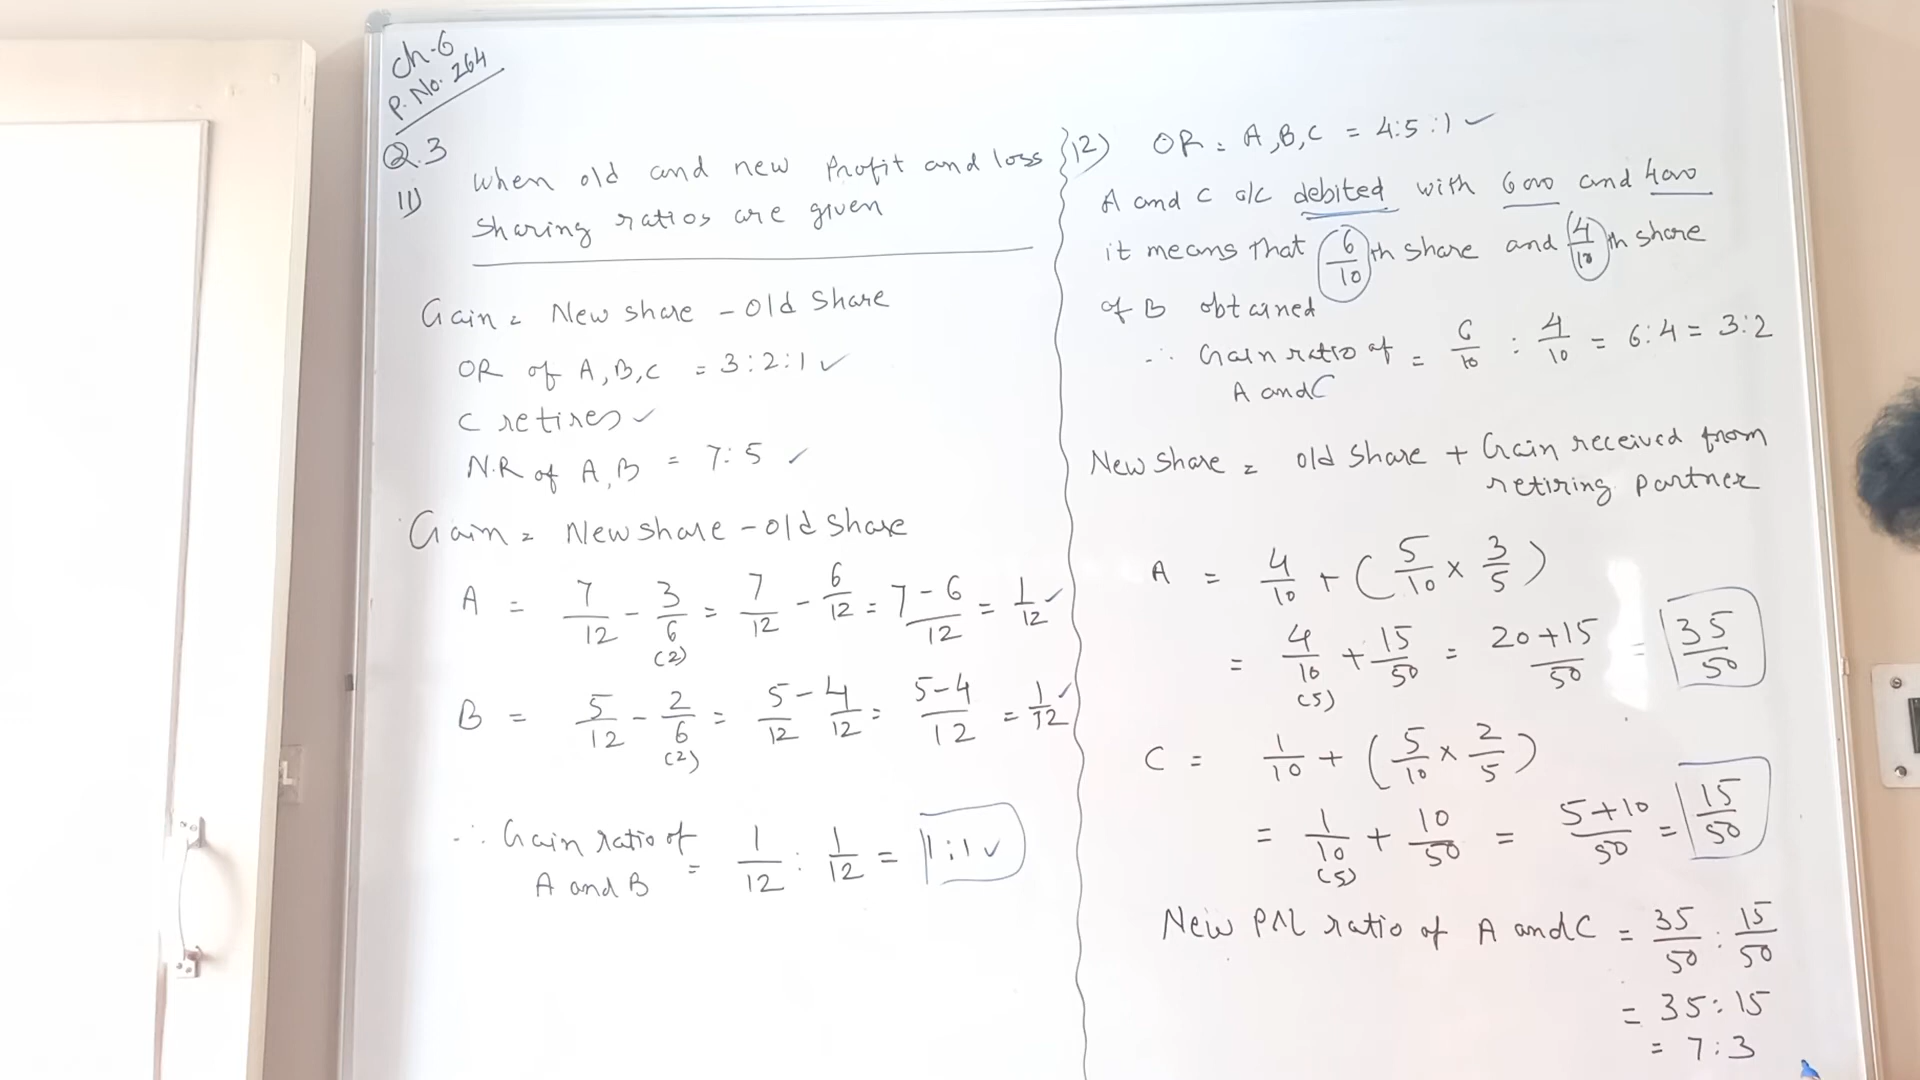 Ch-6
P. No. 264
Q.3
11) When old and new Profit and loss
Sharing ratios are given
Gain = New share - old share
OR of A, B, C = 3:2:1 ✓
C retires ✓
N.R of A, B = 7:5 ✓
Gain = New share - old share
A = 7/12 - 3/6 (2) = 7/12 - 6/12 = 7-6/12 = 1/12 ✓
B = 5/12 - 2/6 (2) = 5/12 - 4/12 = 5-4/12 = 1/12 ✓
∴ Gain ratio of A and B = 1/12 : 1/12 = 1:1 ✓
12) OR = A, B, C = 4:5:1 ✓
A and C a/c debited with 6000 and 4000
it means that 6/10 th share and 4/10 th share
of B obtained
∴ Gain ratio of A and C = 6/10 : 4/10 = 6:4 = 3:2
New share = old share + Gain received from
retiring partner
A = 4/10 + (5/10 × 3/5)
= 4/10 (5) + 15/50 = 20+15/50 = 35/50
C = 1/10 + (5/10 × 2/5)
= 1/10 (5) + 10/50 = 5+10/50 = 15/50
New P&L ratio of A and C = 35/50 : 15/50
= 35:15
= 7:3